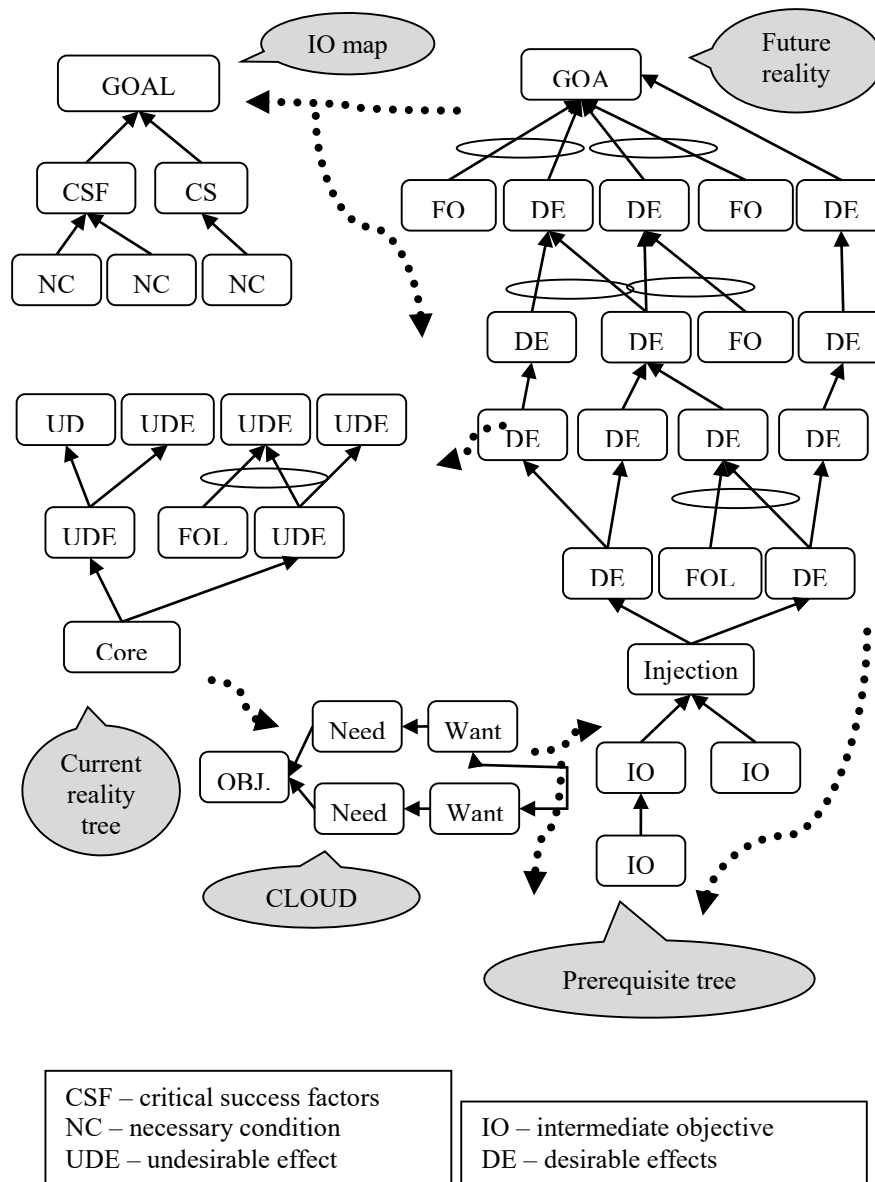 IO map
GOAL
CSF
CS
NC
NC
NC
Future
reality
GOA
FO
DE
DE
FO
DE
DE
DE
FO
DE
DE
DE
DE
DE
DE
FOL
DE
UD
UDE
UDE
UDE
UDE
FOL
UDE
Core
Current
reality
tree
Injection
IO
IO
IO
Need
Want
OBJ.
Need
Want
CLOUD
Prerequisite tree
CSF – critical success factors
NC – necessary condition
UDE – undesirable effect
IO – intermediate objective
DE – desirable effects